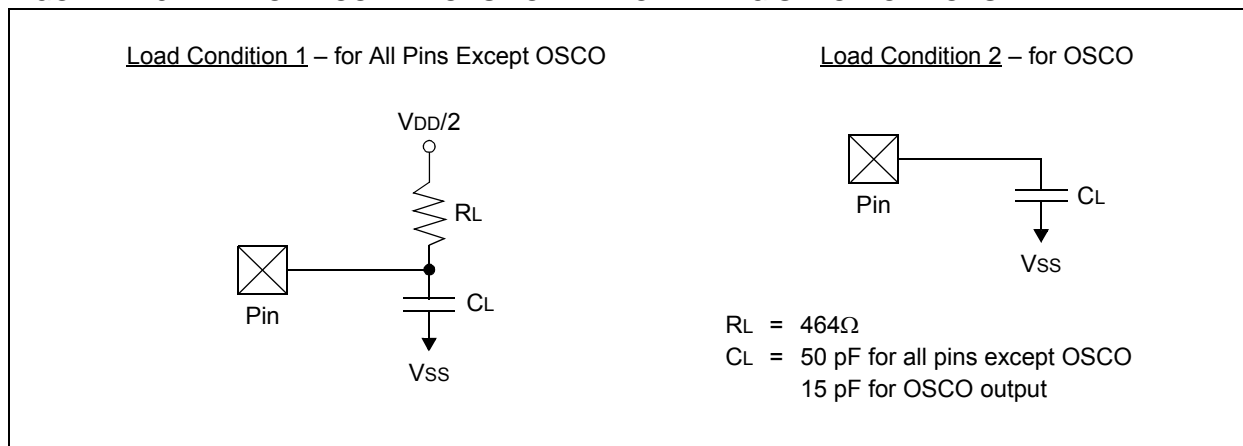 Load Condition 1 – for All Pins Except OSCO
VDD/2
RL
Pin
CL
VSS
Load Condition 2 – for OSCO
Pin
CL
VSS
RL = 464Ω
CL = 50 pF for all pins except OSCO
15 pF for OSCO output